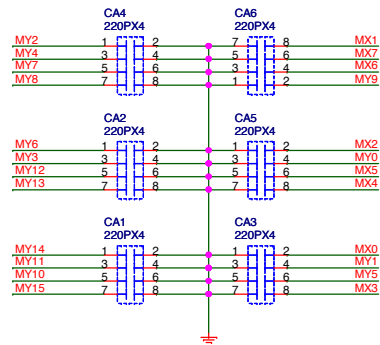 CA4 CA6
220PX4 220PX4
MY2 1 2 7 8 MX1
MY4 3 4 5 6 MX7
MY7 5 6 3 4 MX6
MY8 7 8 1 2 MY9
CA2 CA5
220PX4 220PX4
MY6 1 2 1 2 MX2
MY3 3 4 3 4 MY0
MY12 5 6 5 6 MX5
MY13 7 8 7 8 MX4
CA1 CA3
220PX4 220PX4
MY14 1 2 1 2 MX0
MY11 3 4 3 4 MY1
MY10 5 6 5 6 MY5
MY15 7 8 7 8 MX3